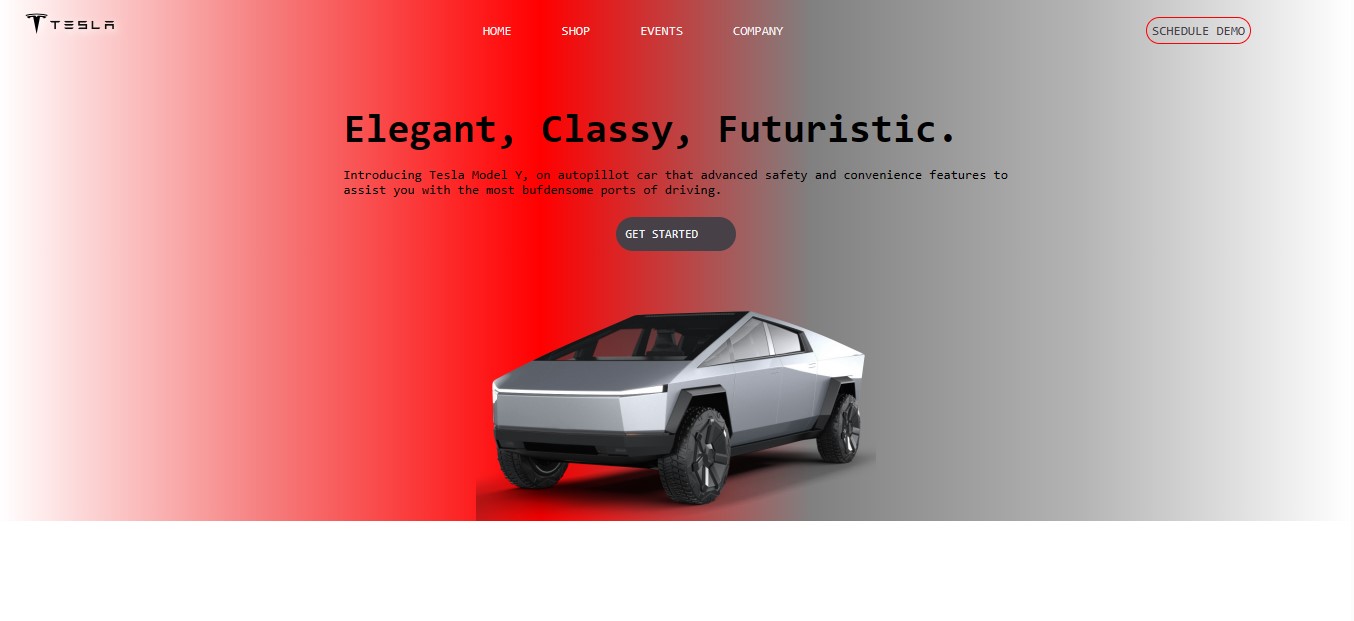 TESLA
HOME SHOP EVENTS COMPANY
SCHEDULE DEMO
Elegant, Classy, Futuristic.
Introducing Tesla Model Y, on autopillot car that advanced safety and convenience features to
assist you with the most bufdensome ports of driving.
GET STARTED